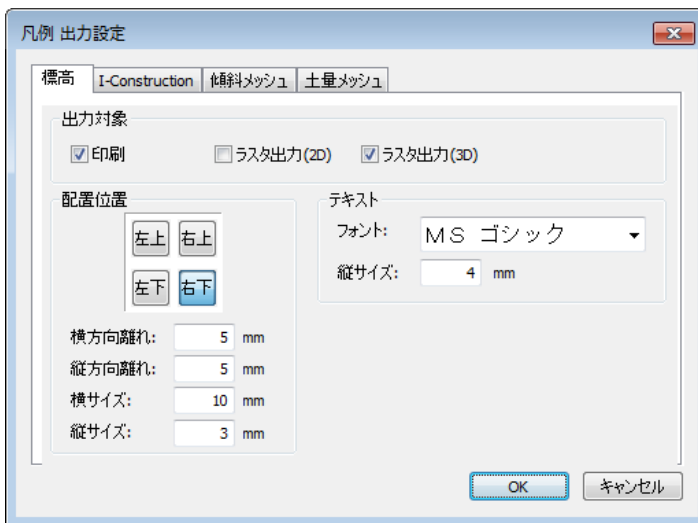 凡例 出力設定
標高 I-Construction 傾斜メッシュ 土量メッシュ
出力対象
印刷 ラスタ出力(2D) ラスタ出力(3D)
配置位置
左上 右上
左下 右下
横方向離れ: 5 mm
縦方向離れ: 5 mm
横サイズ: 10 mm
縦サイズ: 3 mm
テキスト
フォント: ＭＳ ゴシック
縦サイズ: 4 mm
OK キャンセル